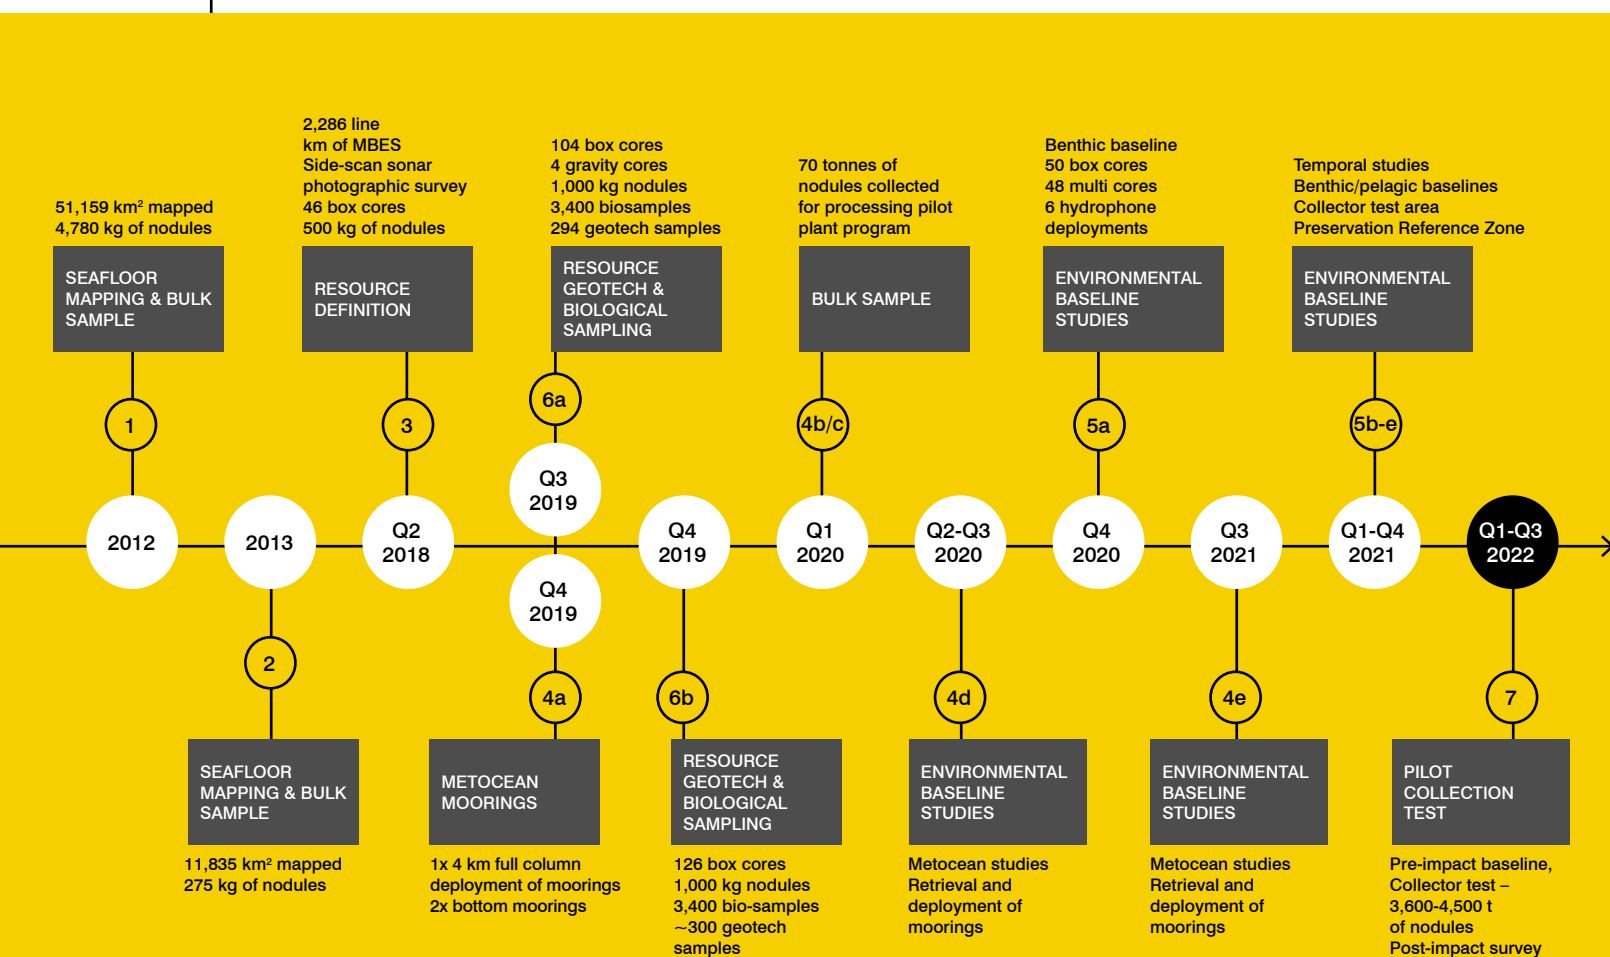 51,159 km² mapped
4,780 kg of nodules
SEAFLOOR
MAPPING & BULK
SAMPLE
1
2012
2013
2
SEAFLOOR
MAPPING & BULK
SAMPLE
11,835 km² mapped
275 kg of nodules
2,286 line
km of MBES
Side-scan sonar
photographic survey
46 box cores
500 kg of nodules
RESOURCE
DEFINITION
3
Q2
2018
104 box cores
4 gravity cores
1,000 kg nodules
3,400 biosamples
294 geotech samples
RESOURCE
GEOTECH &
BIOLOGICAL
SAMPLING
6a
Q3
2019
Q4
2019
4a
METOCEAN
MOORINGS
1x 4 km full column
deployment of moorings
2x bottom moorings
Q4
2019
6b
RESOURCE
GEOTECH &
BIOLOGICAL
SAMPLING
126 box cores
1,000 kg nodules
3,400 bio-samples
~300 geotech
samples
70 tonnes of
nodules collected
for processing pilot
plant program
BULK SAMPLE
4b/c
Q1
2020
Q2-Q3
2020
4d
ENVIRONMENTAL
BASELINE
STUDIES
Metocean studies
Retrieval and
deployment of
moorings
Benthic baseline
50 box cores
48 multi cores
6 hydrophone
deployments
ENVIRONMENTAL
BASELINE
STUDIES
5a
Q4
2020
Q3
2021
4e
ENVIRONMENTAL
BASELINE
STUDIES
Metocean studies
Retrieval and
deployment of
moorings
Temporal studies
Benthic/pelagic baselines
Collector test area
Preservation Reference Zone
ENVIRONMENTAL
BASELINE
STUDIES
5b-e
Q1-Q4
2021
Q1-Q3
2022
7
PILOT
COLLECTION
TEST
Pre-impact baseline,
Collector test –
3,600-4,500 t
of nodules
Post-impact survey